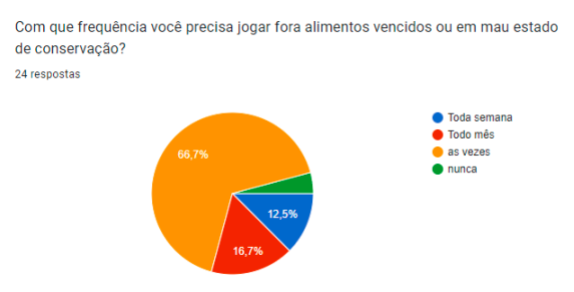 Com que frequência você precisa jogar fora alimentos vencidos ou em mau estado
de conservação?
24 respostas
Toda semana
Todo mês
as vezes
nunca
66,7%
12,5%
16,7%